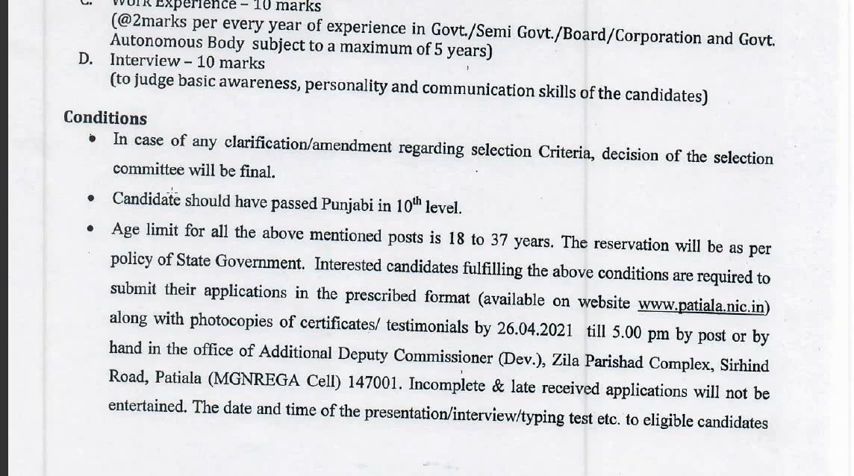 C. Work Experience – 10 marks
(@2marks per every year of experience in Govt./Semi Govt./Board/Corporation and Govt.
Autonomous Body subject to a maximum of 5 years)
D. Interview – 10 marks
(to judge basic awareness, personality and communication skills of the candidates)
Conditions
• In case of any clarification/amendment regarding selection Criteria, decision of the selection
committee will be final.
• Candidate should have passed Punjabi in 10th level.
• Age limit for all the above mentioned posts is 18 to 37 years. The reservation will be as per
policy of State Government. Interested candidates fulfilling the above conditions are required to
submit their applications in the prescribed format (available on website www.patiala.nic.in)
along with photocopies of certificates/ testimonials by 26.04.2021 till 5.00 pm by post or by
hand in the office of Additional Deputy Commissioner (Dev.), Zila Parishad Complex, Sirhind
Road, Patiala (MGNREGA Cell) 147001. Incomplete & late received applications will not be
entertained. The date and time of the presentation/interview/typing test etc. to eligible candidates